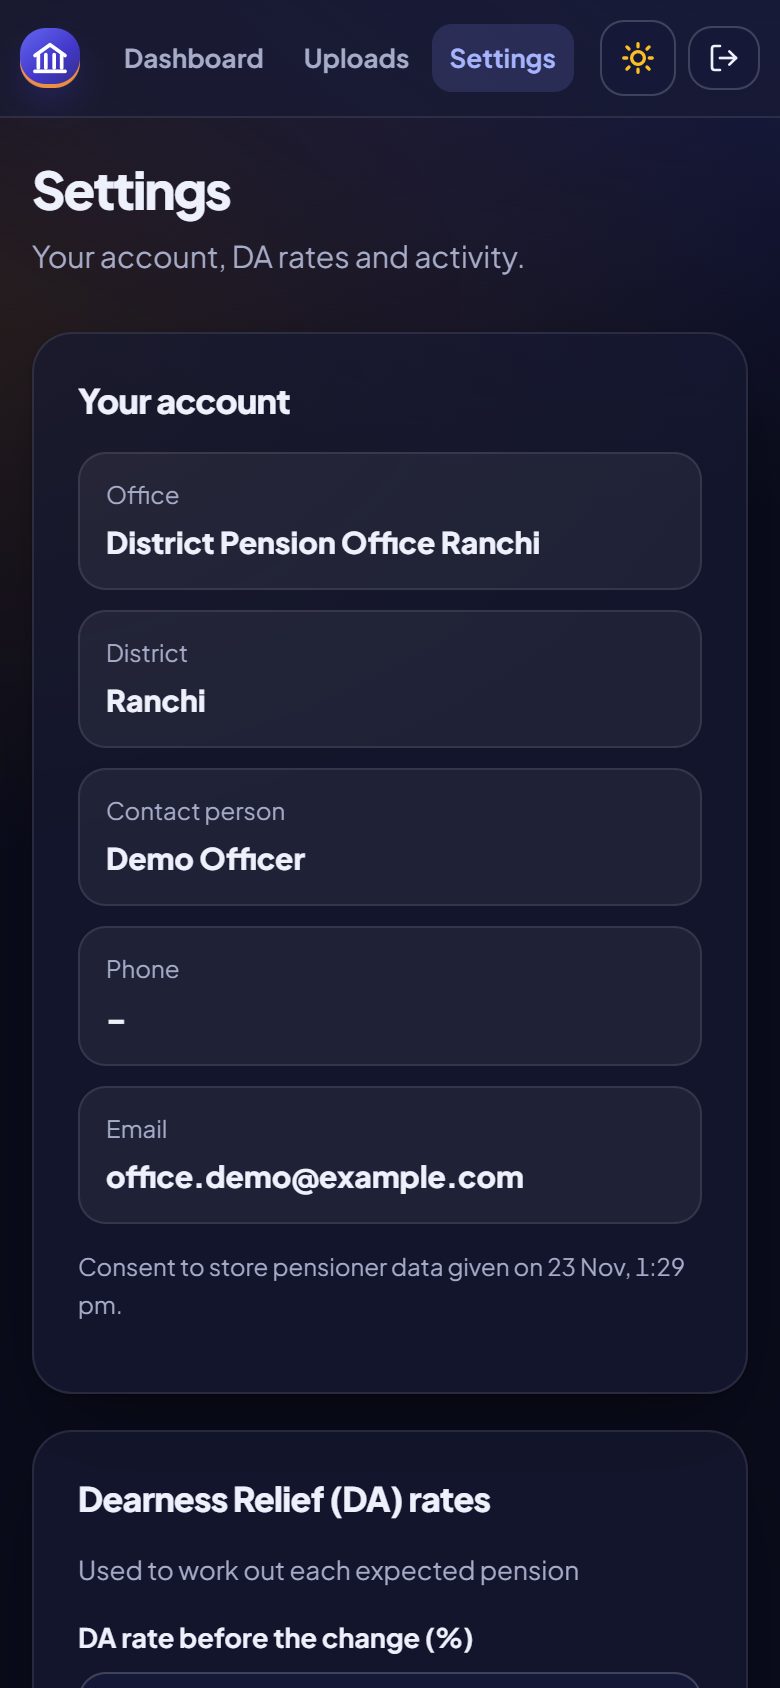 Dashboard Uploads Settings
Settings
Your account, DA rates and activity.
Your account
Office
District Pension Office Ranchi
District
Ranchi
Contact person
Demo Officer
Phone
–
Email
office.demo@example.com
Consent to store pensioner data given on 23 Nov, 1:29
pm.
Dearness Relief (DA) rates
Used to work out each expected pension
DA rate before the change (%)